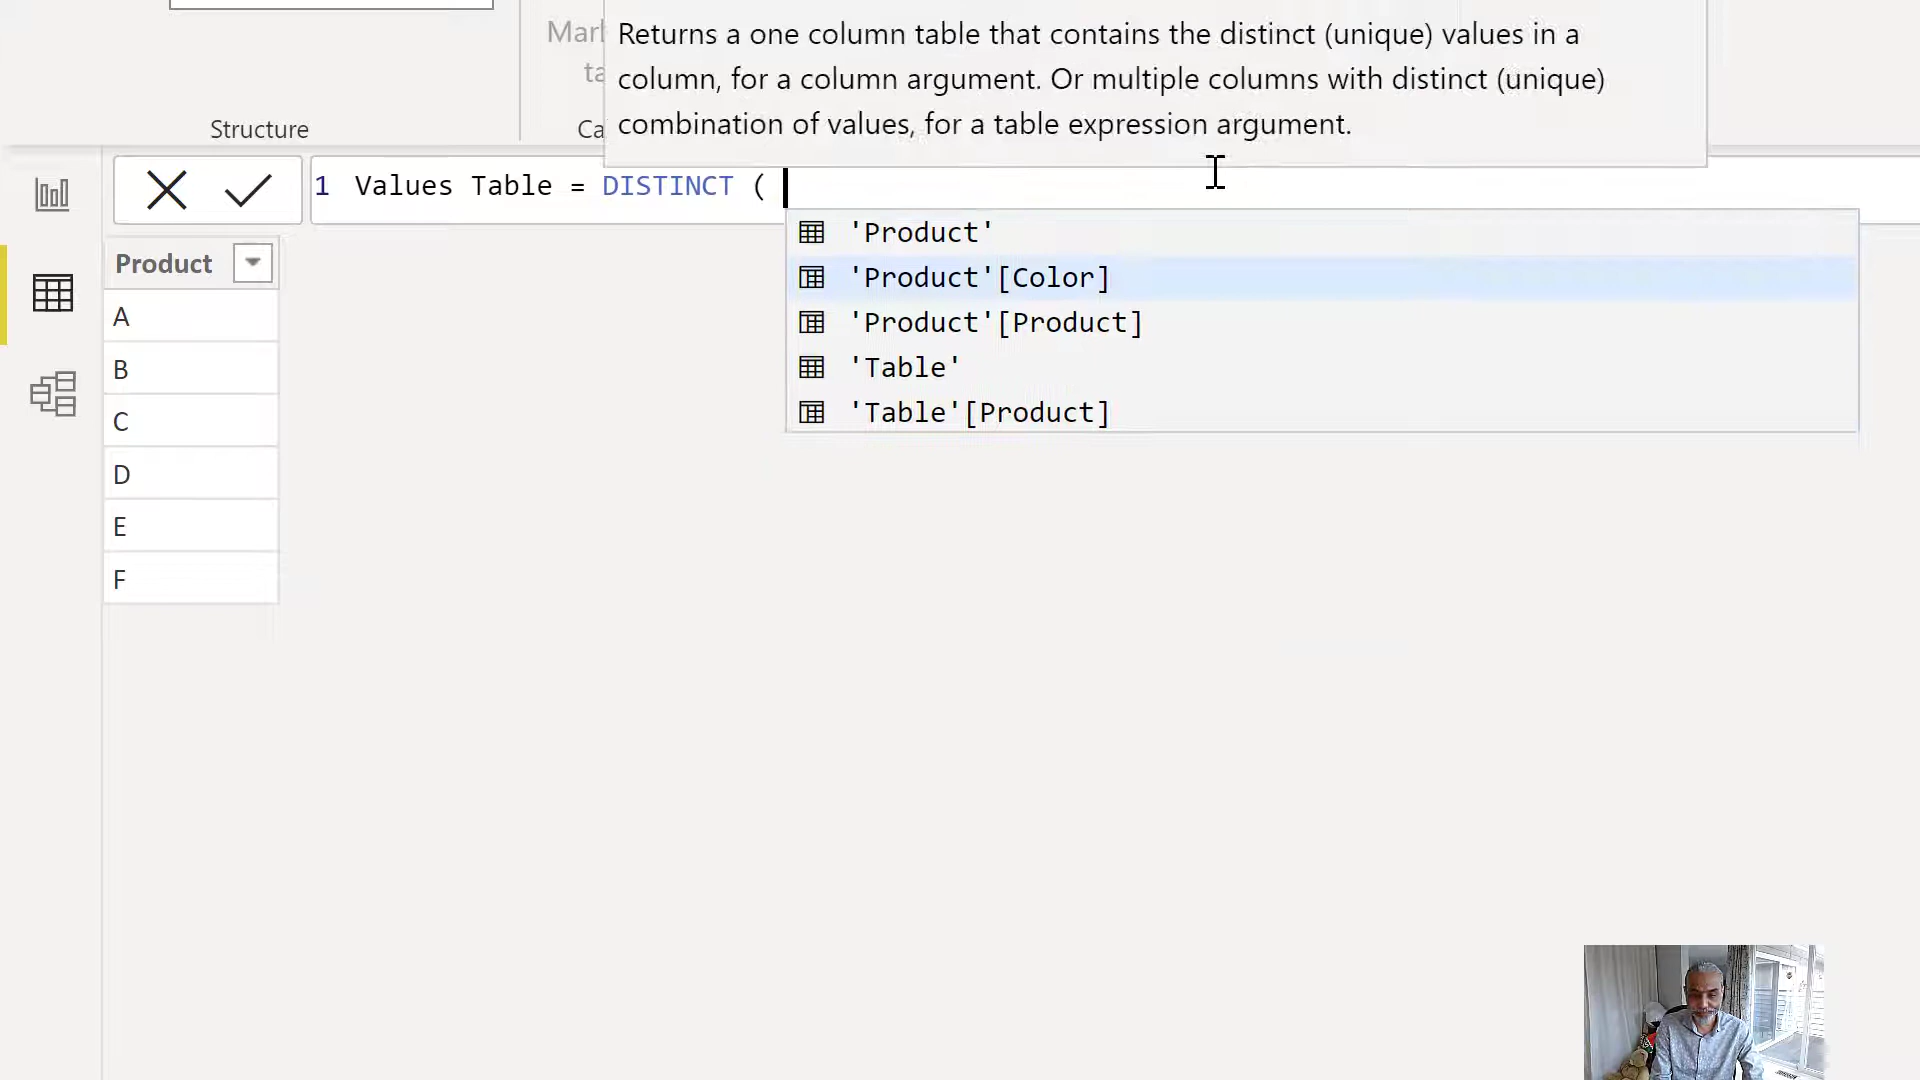 Returns a one column table that contains the distinct (unique) values in a
column, for a column argument. Or multiple columns with distinct (unique)
combination of values, for a table expression argument.
Structure
1 Values Table = DISTINCT (
'Product'
'Product'[Color]
'Product'[Product]
'Table'
'Table'[Product]
Product
A
B
C
D
E
F